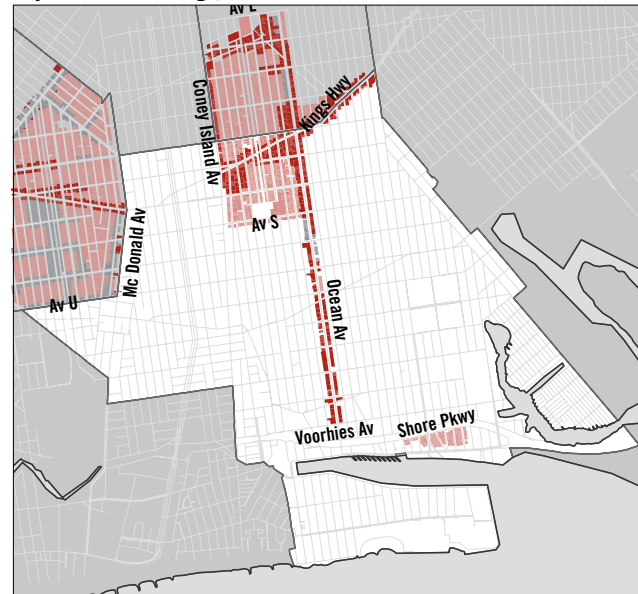 Av L
Coney Island Av
Kings Hwy
Mc Donald Av
Av S
Av U
Ocean Av
Voorhies Av
Shore Pkwy